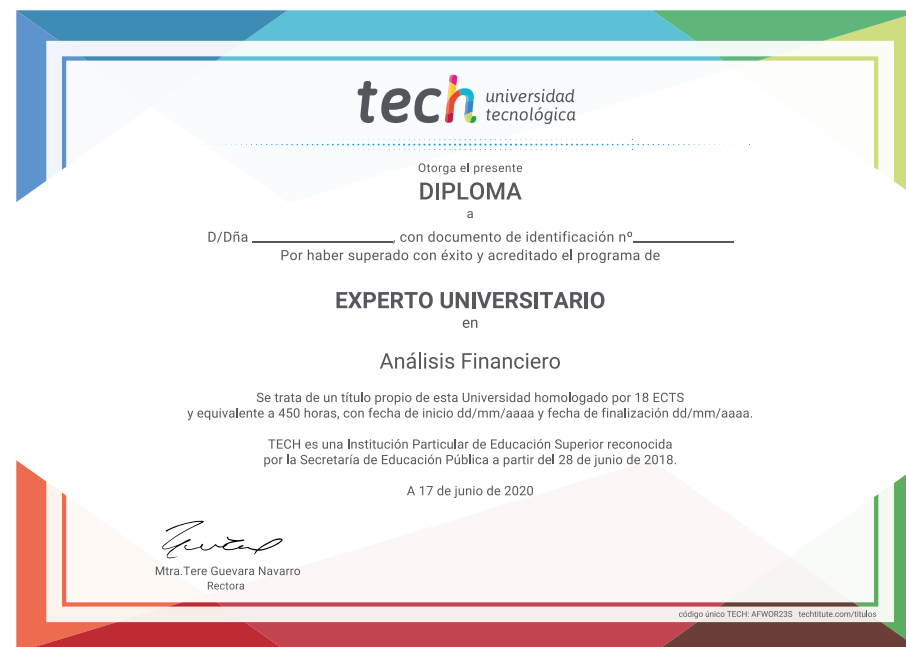 tech universidad
tecnológica
Otorga el presente
DIPLOMA
a
D/Dña ____________________, con documento de identificación nº______________
Por haber superado con éxito y acreditado el programa de
EXPERTO UNIVERSITARIO
en
Análisis Financiero
Se trata de un título propio de esta Universidad homologado por 18 ECTS
y equivalente a 450 horas, con fecha de inicio dd/mm/aaaa y fecha de finalización dd/mm/aaaa.
TECH es una Institución Particular de Educación Superior reconocida
por la Secretaría de Educación Pública a partir del 28 de junio de 2018.
A 17 de junio de 2020
Mtra.Tere Guevara Navarro
Rectora
código único TECH: AFWOR23S techtitute.com/titulos